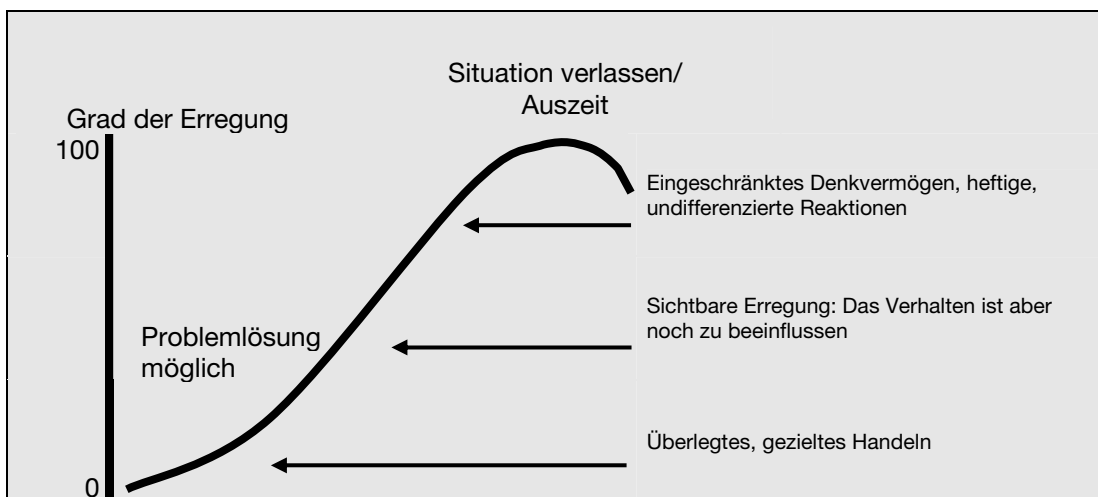 Situation verlassen/
Auszeit
Grad der Erregung
100
Eingeschränktes Denkvermögen, heftige,
undifferenzierte Reaktionen
Sichtbare Erregung: Das Verhalten ist aber
noch zu beeinflussen
Problemlösung
möglich
Überlegtes, gezieltes Handeln
0